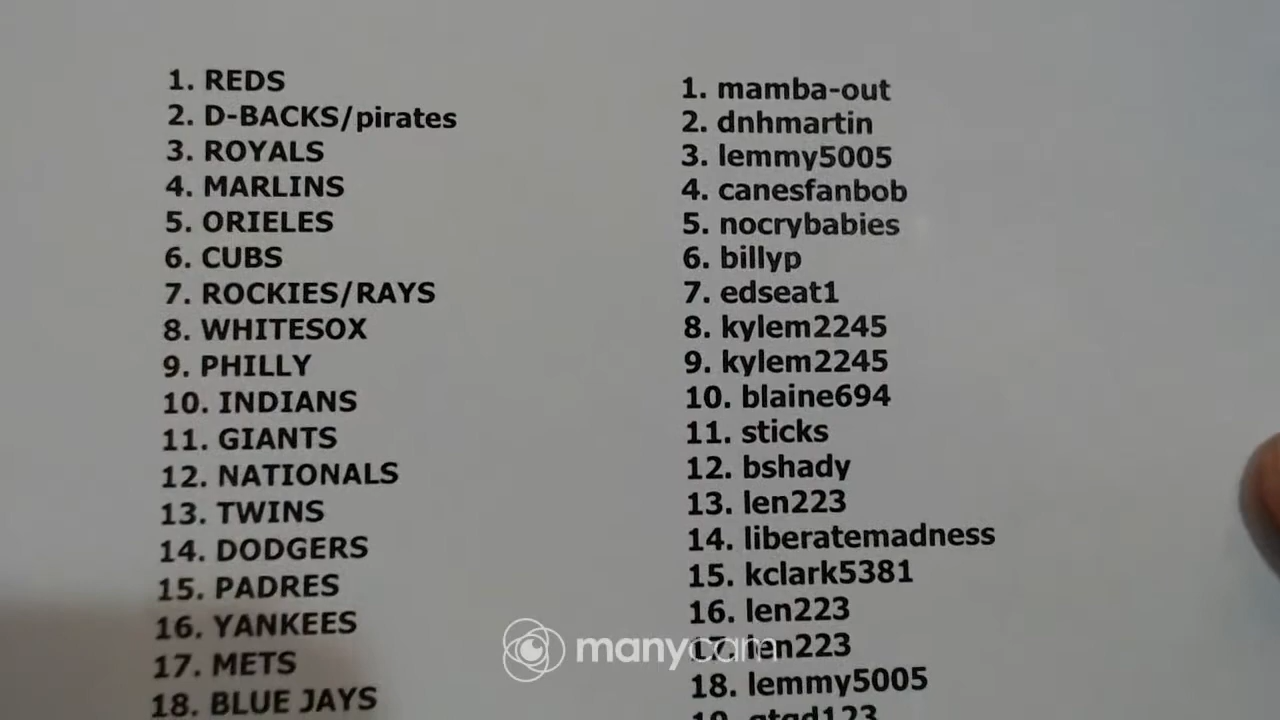 1. REDS
2. D-BACKS/pirates
3. ROYALS
4. MARLINS
5. ORIELES
6. CUBS
7. ROCKIES/RAYS
8. WHITESOX
9. PHILLY
10. INDIANS
11. GIANTS
12. NATIONALS
13. TWINS
14. DODGERS
15. PADRES
16. YANKEES
17. METS
18. BLUE JAYS
1. mamba-out
2. dnhmartin
3. lemmy5005
4. canesfanbob
5. nocrybabies
6. billyp
7. edseat1
8. kylem2245
9. kylem2245
10. blaine694
11. sticks
12. bshady
13. len223
14. liberatemadness
15. kclark5381
16. len223
17. len223
18. lemmy5005
19.
manycam